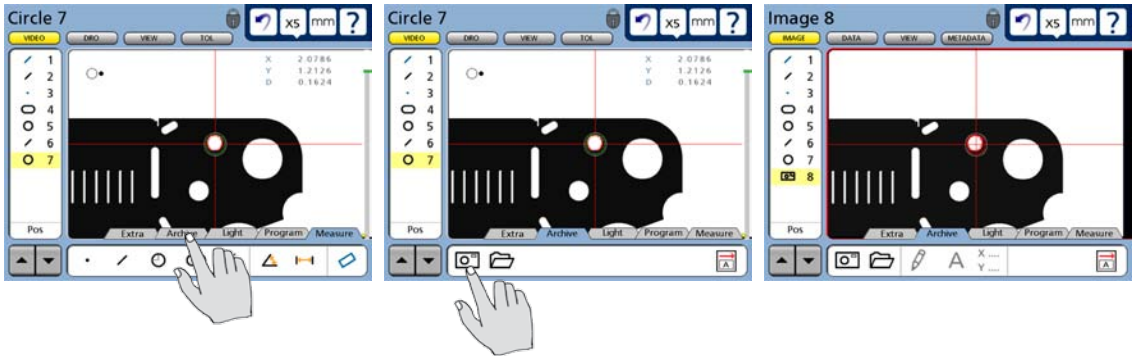 Circle 7
x5 mm ?
VIDEO DRO VIEW TOL
1
2
3
4
5
6
7
X 2.0786
Y 1.2126
D 0.1624
Pos
Extra Archive Light Program Measure
Circle 7
x5 mm ?
VIDEO DRO VIEW TOL
1
2
3
4
5
6
7
X 2.0786
Y 1.2126
D 0.1624
Pos
Extra Archive Light Program Measure
A
Image 8
x5 mm ?
IMAGE DATA VIEW METADATA
1
2
3
4
5
6
7
8
Pos
Extra Archive Light Program Measure
A X ....
Y ....
A